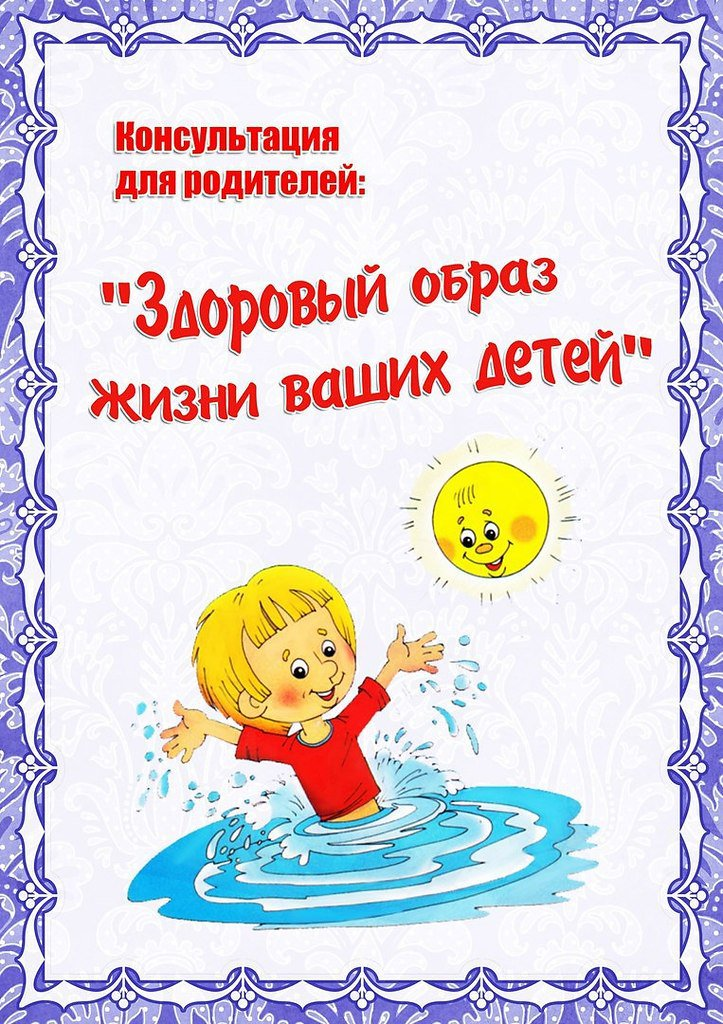 Консультация
для родителей:
"Здоровый образ
жизни ваших детей"